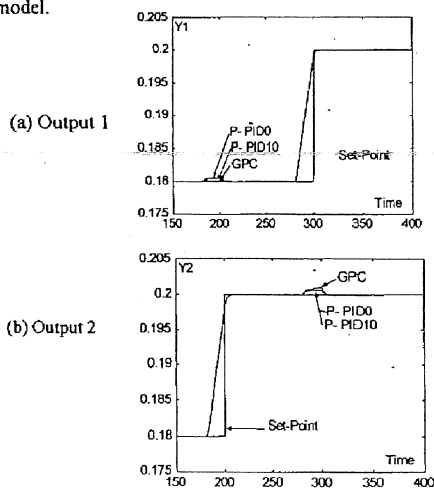 model.
0.205
Y1
0.2
0.195
0.19
0.185
0.18
0.175
(a) Output 1
P- PID0
P- PID10
GPC
Set-Point
Time
150 200 250 300 350 400
0.205
Y2
0.2
0.195
0.19
0.185
0.18
0.175
(b) Output 2
GPC
P-PID0
P- PID10
Set-Point
Time
150 200 250 300 350 400